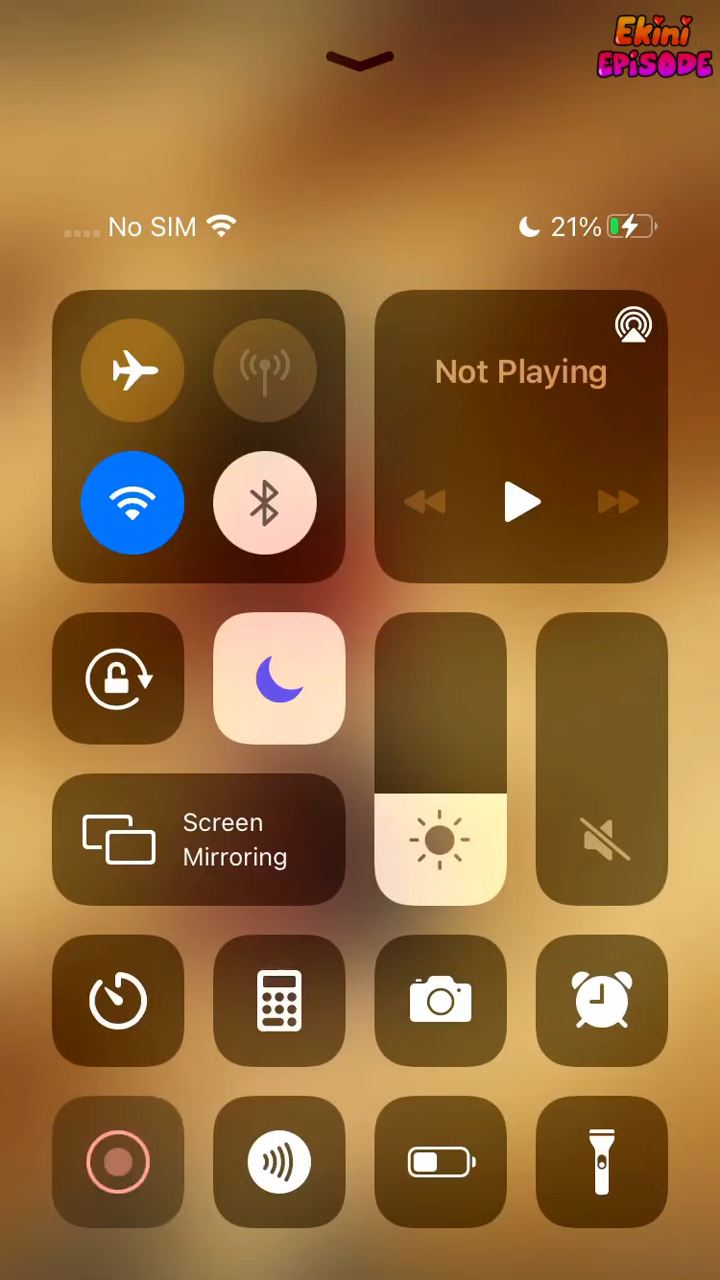 Ekini
EPiSODE
No SIM
21%
Not Playing
Screen
Mirroring